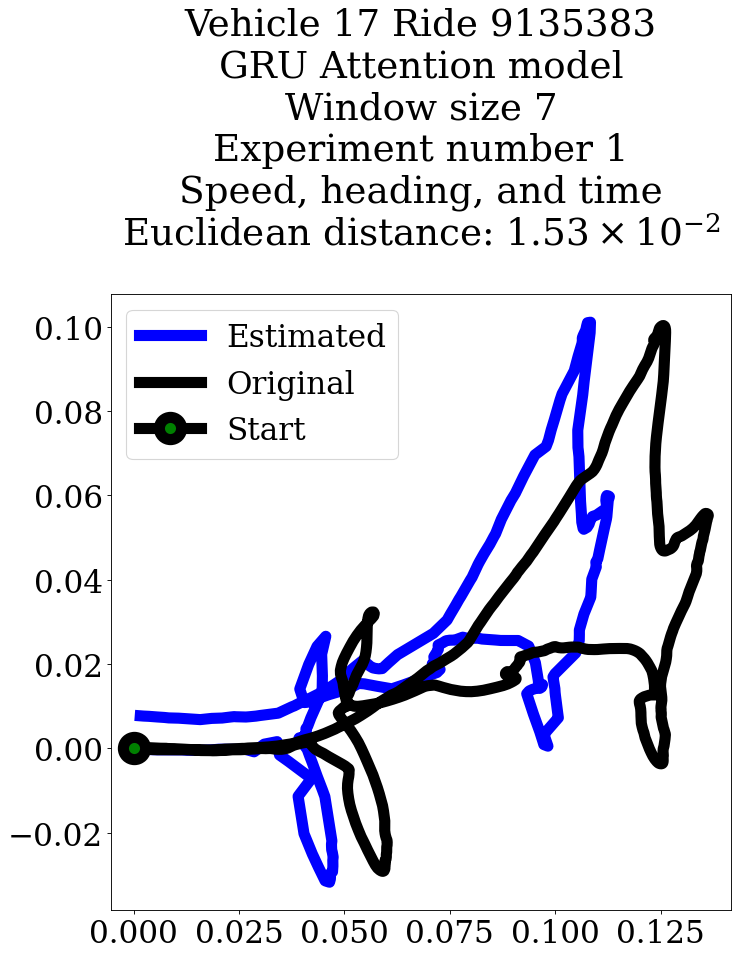 Vehicle 17 Ride 9135383
GRU Attention model
Window size 7
Experiment number 1
Speed, heading, and time
Euclidean distance: 1.53 × 10⁻²
Estimated
Original
Start
0.10
0.08
0.06
0.04
0.02
0.00
−0.02
0.000 0.025 0.050 0.075 0.100 0.125